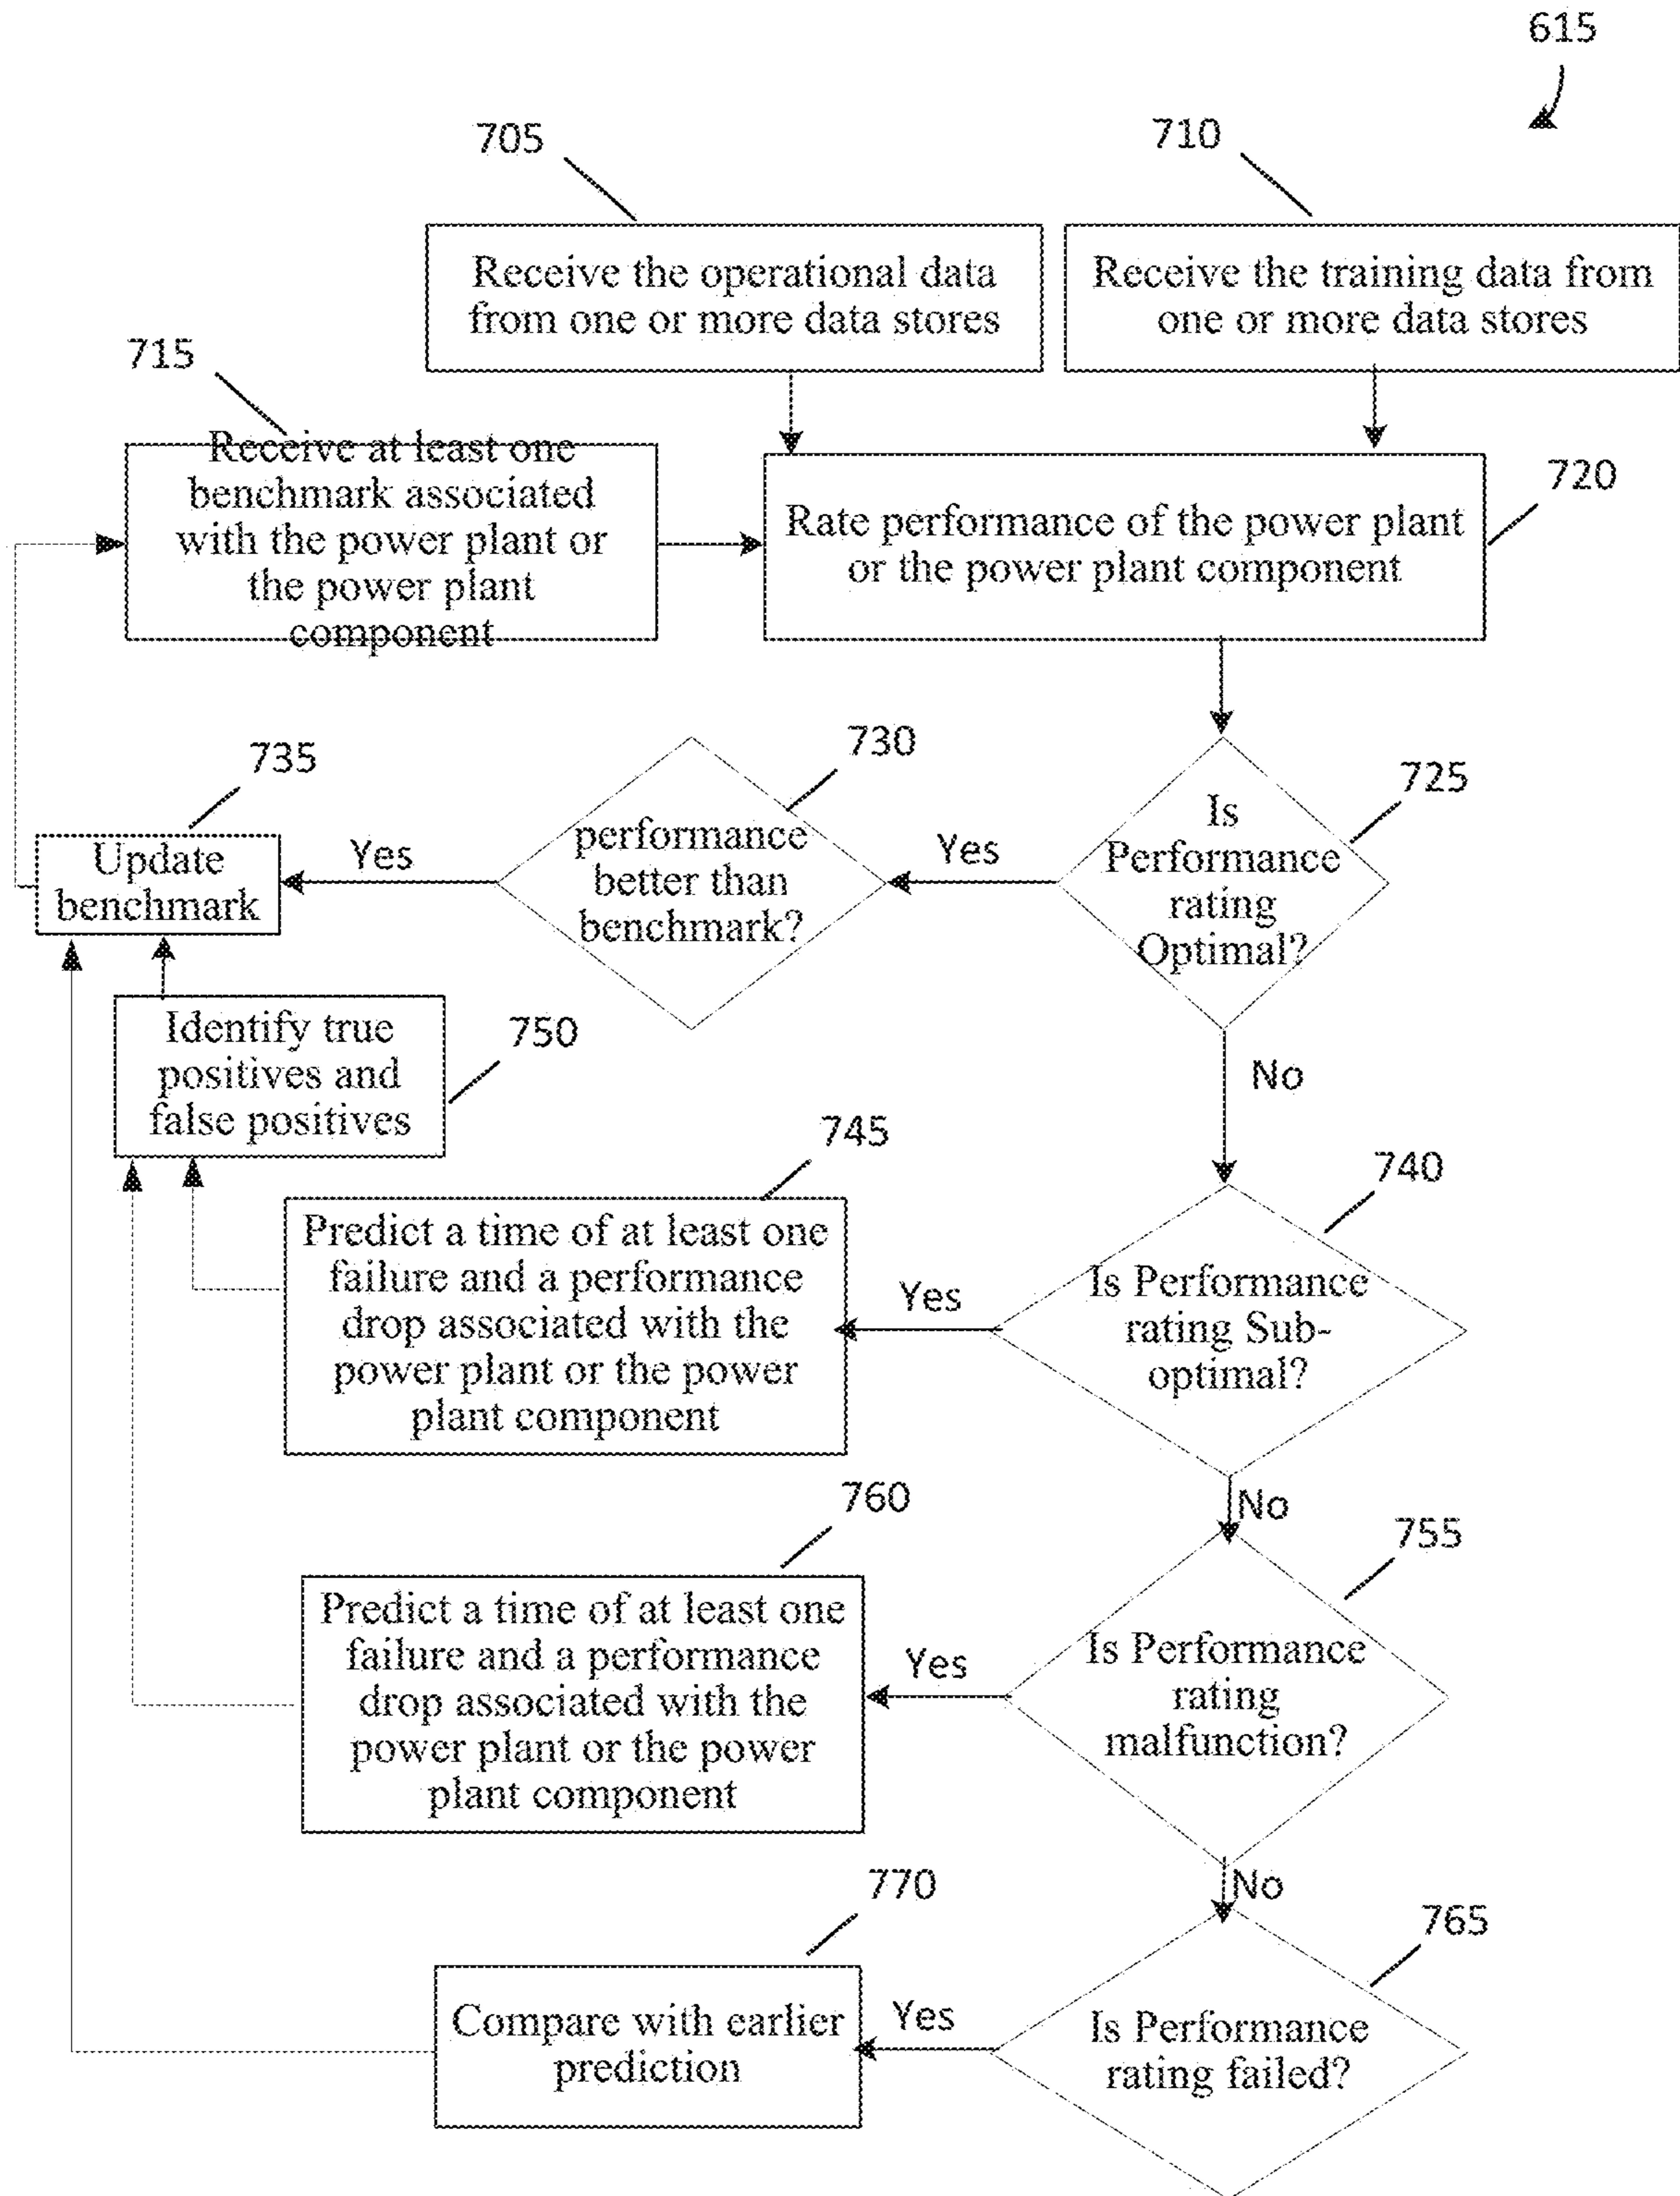 615
705
710
Receive the operational data
from one or more data stores
Receive the training data from
one or more data stores
715
Receive at least one
benchmark associated
with the power plant or
the power plant
component
720
Rate performance of the power plant
or the power plant component
735
730
725
Update
benchmark
Yes
performance
better than
benchmark?
Yes
Is
Performance
rating
Optimal?
Identify true
positives and
false positives
750
No
745
740
Predict a time of at least one
failure and a performance
drop associated with the
power plant or the power
plant component
Yes
Is Performance
rating Sub-
optimal?
No
760
755
Predict a time of at least one
failure and a performance
drop associated with the
power plant or the power
plant component
Yes
Is Performance
rating
malfunction?
No
770
765
Compare with earlier
prediction
Yes
Is Performance
rating failed?